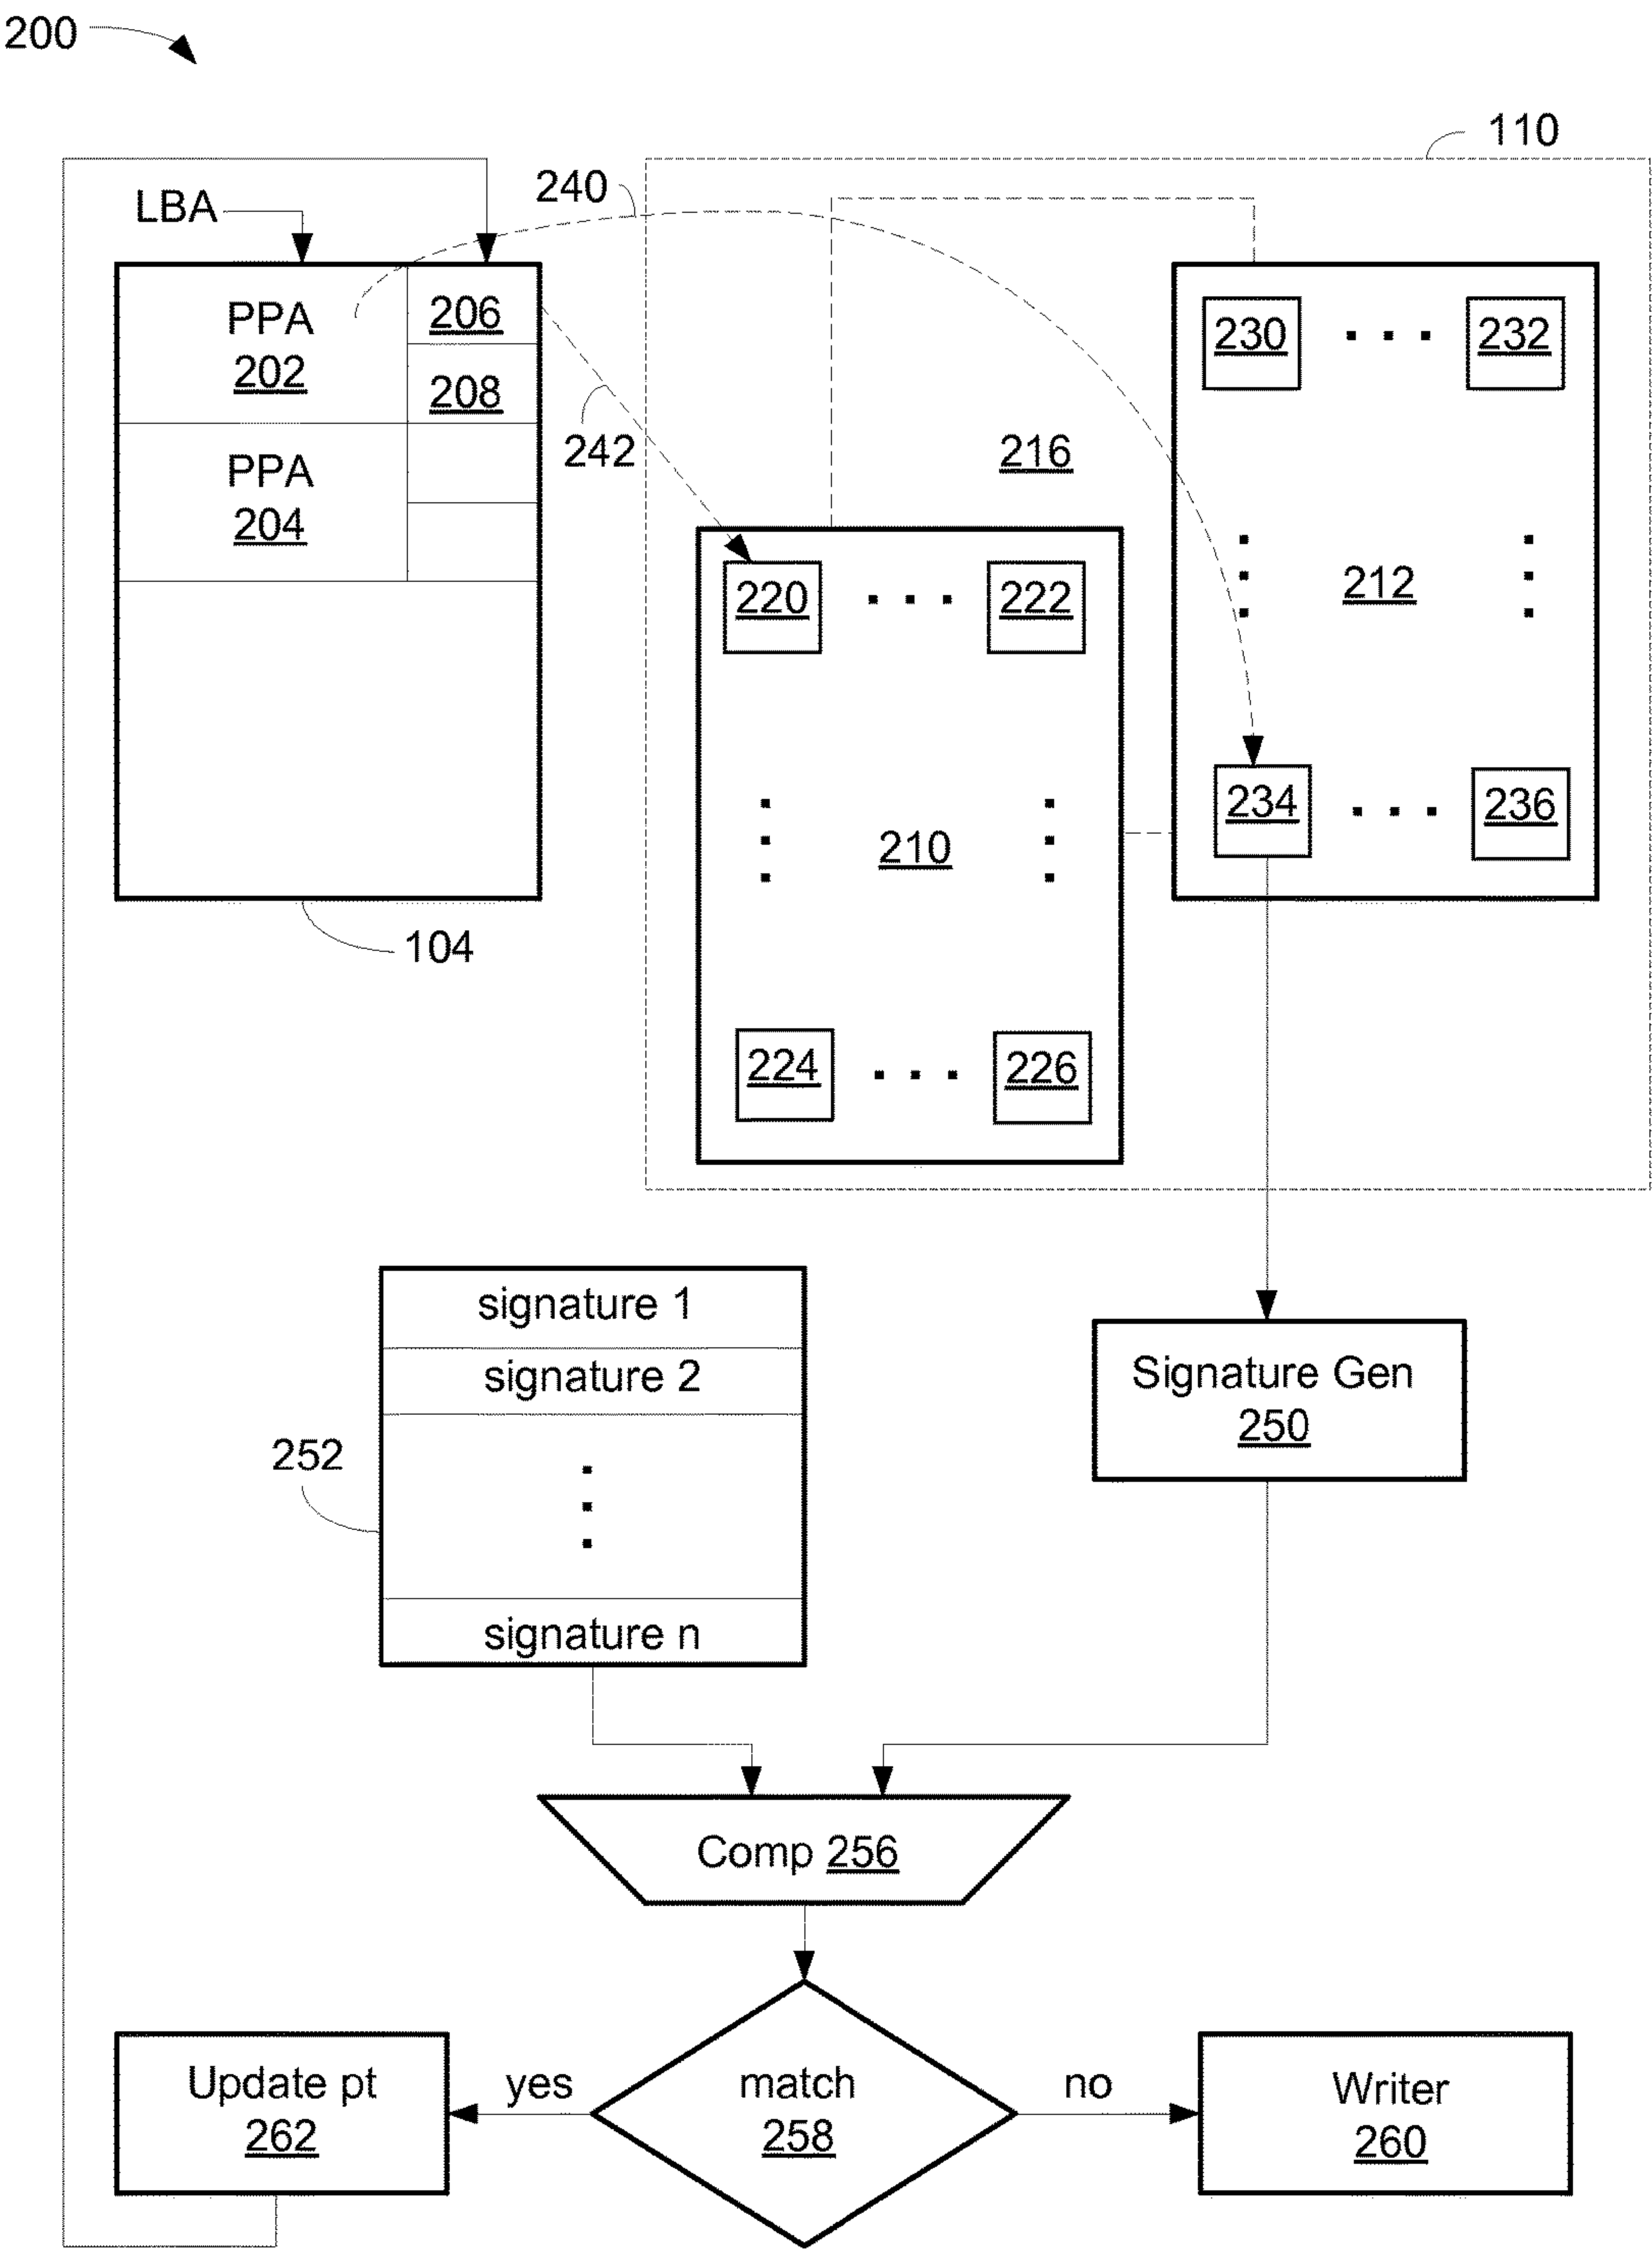 200
110
LBA
240
PPA
202
206
208
230
232
242
216
PPA
204
220
222
212
234
236
210
104
224
226
signature 1
signature 2
signature n
252
Signature Gen
250
Comp 256
match
258
yes
no
Update pt
262
Writer
260